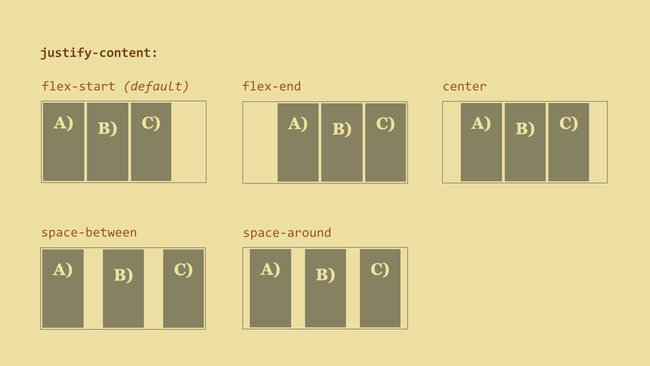 justify-content:
flex-start (default)
A) B) C)
flex-end
A) B) C)
center
A) B) C)
space-between
A) B) C)
space-around
A) B) C)